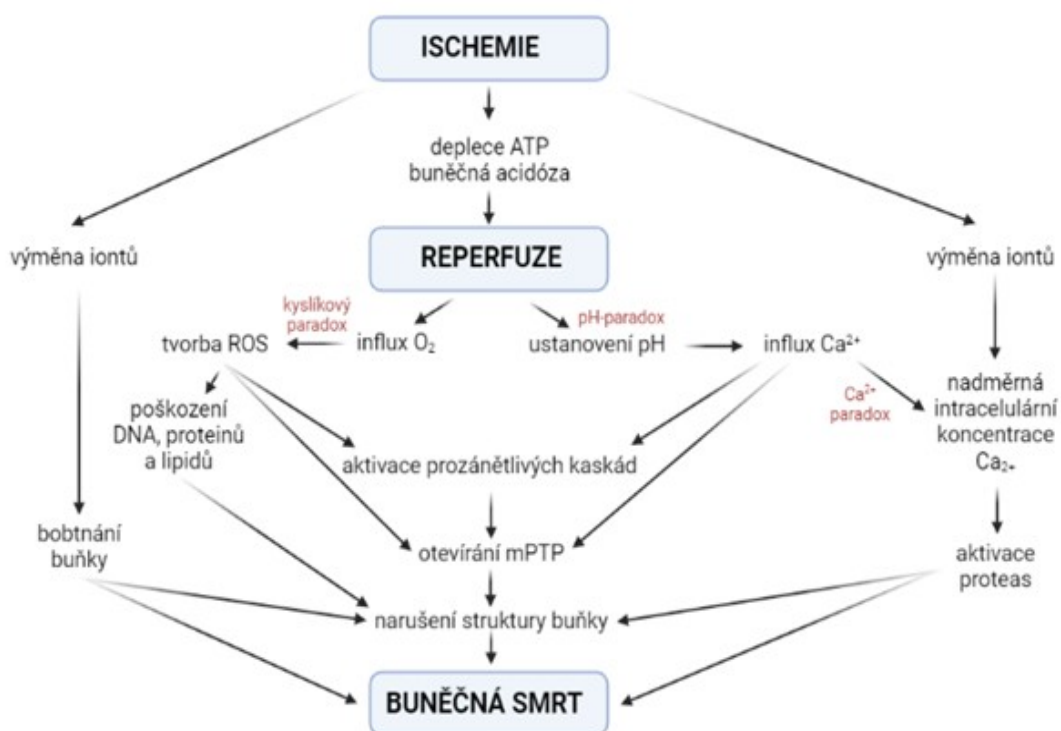 ISCHEMIE
deplece ATP
buněčná acidóza
výměna iontů
REPERFUZE
výměna iontů
kyslíkový
paradox
pH-paradox
tvorba ROS
influx O₂
ustanovení pH
influx Ca²⁺
Ca²⁺
paradox
nadměrná
intracelulární
koncentrace
Ca₂₊
poškození
DNA, proteinů
a lipidů
aktivace prozánětlivých kaskád
bobtnání
buňky
otevírání mPTP
aktivace
proteas
narušení struktury buňky
BUNĚČNÁ SMRT